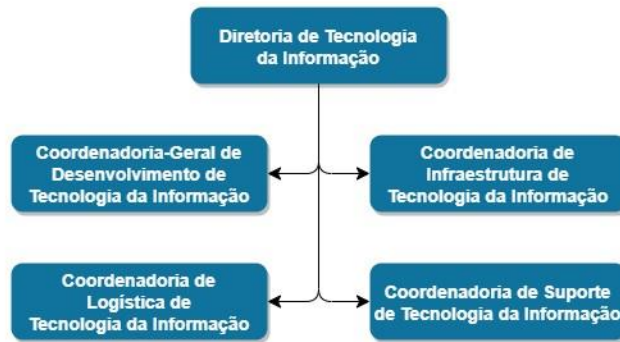 Diretoria de Tecnologia
da Informação
Coordenadoria-Geral de
Desenvolvimento de
Tecnologia da Informação
Coordenadoria de
Infraestrutura de
Tecnologia da Informação
Coordenadoria de
Logística de
Tecnologia da Informação
Coordenadoria de Suporte
de Tecnologia da Informação